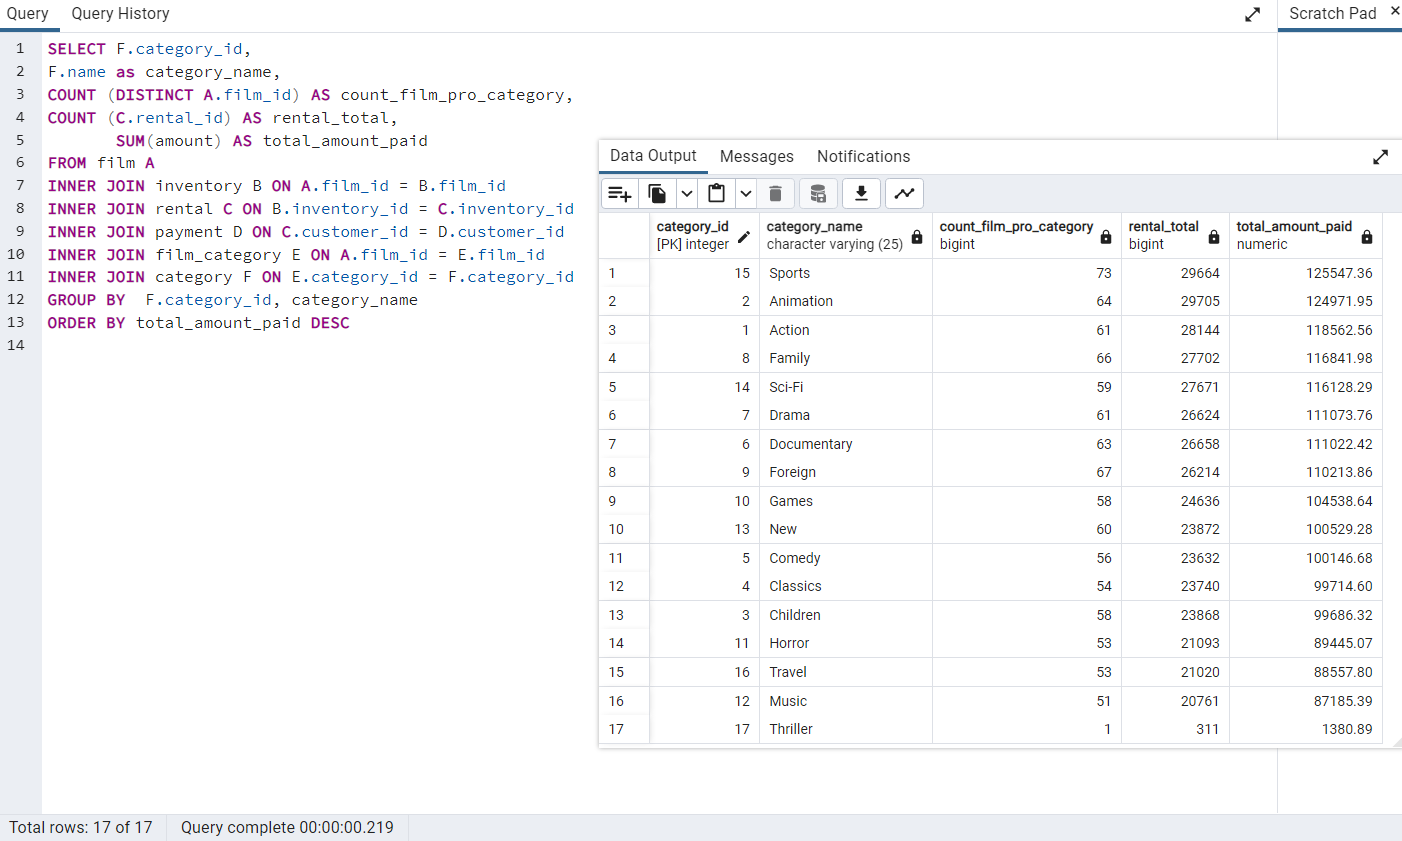 Query Query History Scratch Pad ×
1 SELECT F.category_id,
2 F.name as category_name,
3 COUNT (DISTINCT A.film_id) AS count_film_pro_category,
4 COUNT (C.rental_id) AS rental_total,
5 SUM(amount) AS total_amount_paid
6 FROM film A
7 INNER JOIN inventory B ON A.film_id = B.film_id
8 INNER JOIN rental C ON B.inventory_id = C.inventory_id
9 INNER JOIN payment D ON C.customer_id = D.customer_id
10 INNER JOIN film_category E ON A.film_id = E.film_id
11 INNER JOIN category F ON E.category_id = F.category_id
12 GROUP BY F.category_id, category_name
13 ORDER BY total_amount_paid DESC
14
Data Output Messages Notifications
category_id category_name count_film_pro_category rental_total total_amount_paid
[PK] integer character varying (25) bigint bigint numeric
1 15 Sports 73 29664 125547.36
2 2 Animation 64 29705 124971.95
3 1 Action 61 28144 118562.56
4 8 Family 66 27702 116841.98
5 14 Sci-Fi 59 27671 116128.29
6 7 Drama 61 26624 111073.76
7 6 Documentary 63 26658 111022.42
8 9 Foreign 67 26214 110213.86
9 10 Games 58 24636 104538.64
10 13 New 60 23872 100529.28
11 5 Comedy 56 23632 100146.68
12 4 Classics 54 23740 99714.60
13 3 Children 58 23868 99686.32
14 11 Horror 53 21093 89445.07
15 16 Travel 53 21020 88557.80
16 12 Music 51 20761 87185.39
17 17 Thriller 1 311 1380.89
Total rows: 17 of 17 Query complete 00:00:00.219